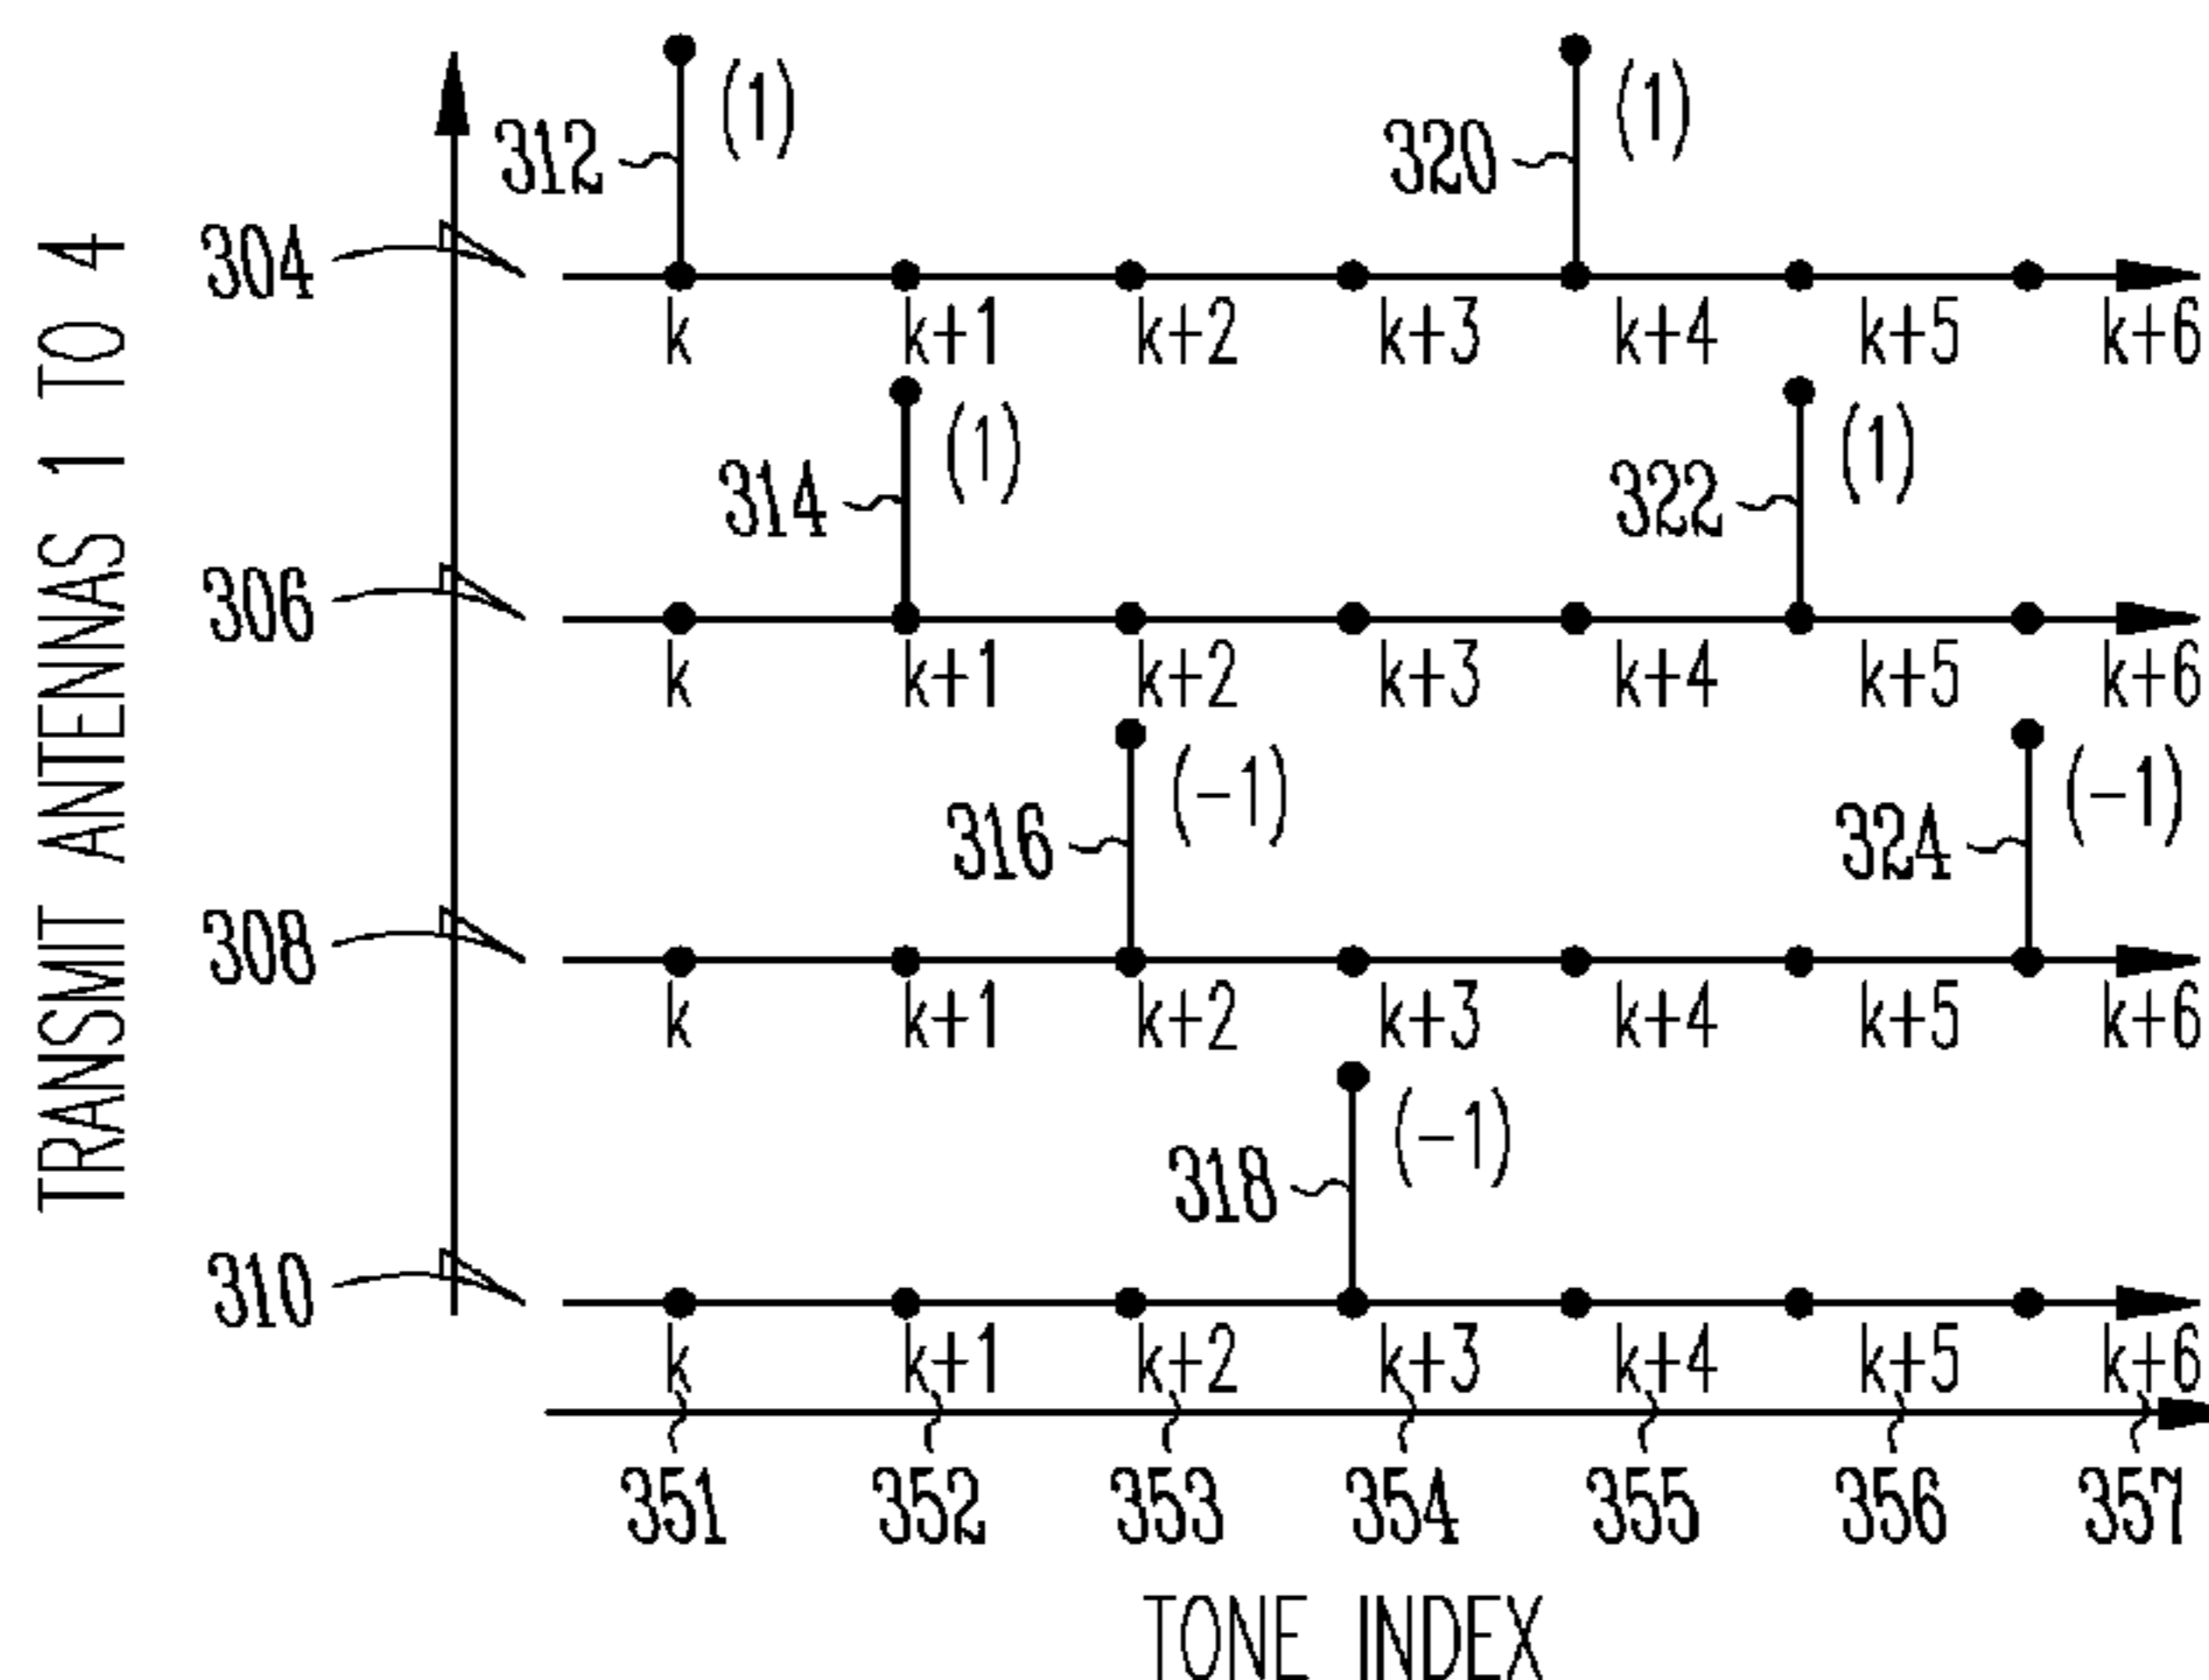 TRANSMIT ANTENNAS 1 TO 4
312 (1) 320 (1)
304
k k+1 k+2 k+3 k+4 k+5 k+6
314 (1) 322 (1)
306
k k+1 k+2 k+3 k+4 k+5 k+6
316 (-1) 324 (-1)
308
k k+1 k+2 k+3 k+4 k+5 k+6
318 (-1)
310
k k+1 k+2 k+3 k+4 k+5 k+6
351 352 353 354 355 356 357
TONE INDEX